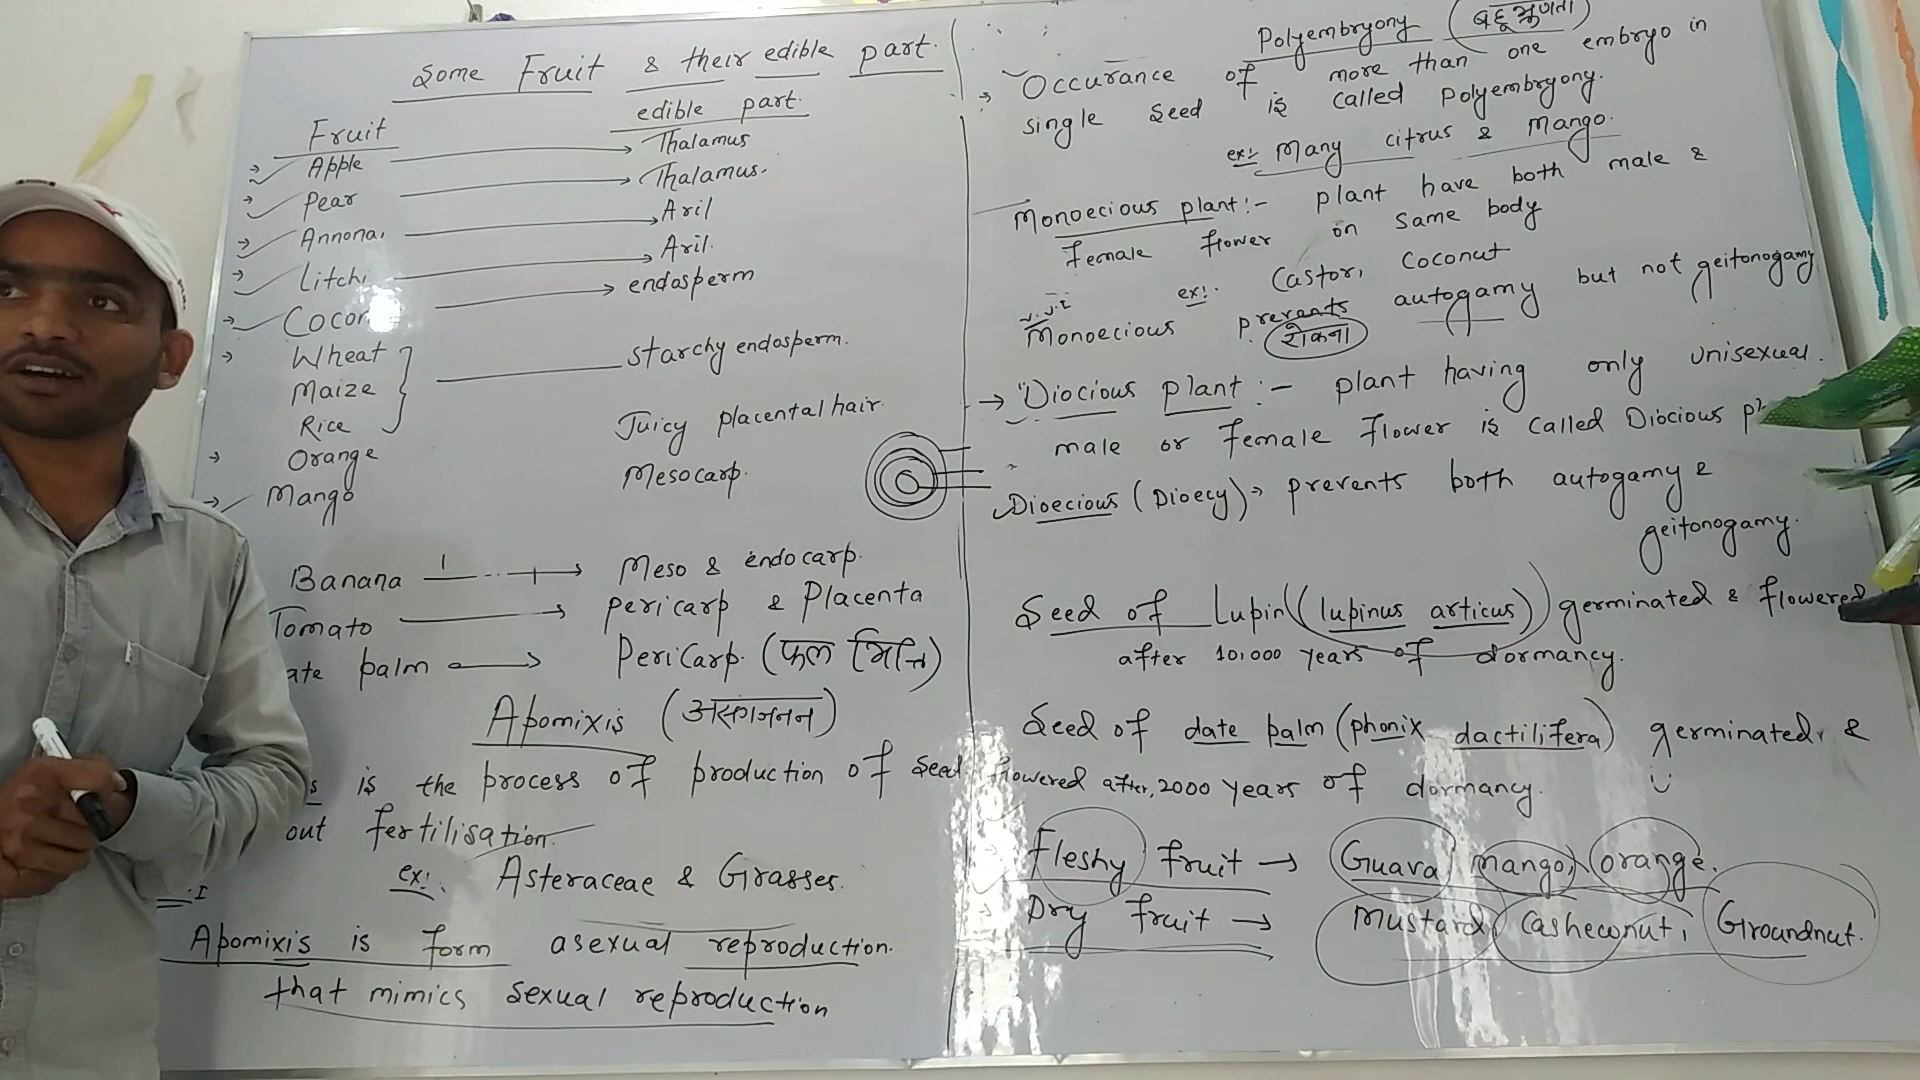 Some Fruit & their edible part.
Fruit edible part.
Apple Thalamus
Pear Thalamus.
Annona, Aril
Litchi Aril.
Cocon endosperm
Wheat
Maize starchy endosperm.
Rice
Orange Juicy placental hair.
Mango Mesocarp.
Banana Meso & endocarp.
Tomato pericarp & Placenta
ate palm Pericarp. (फल भित्ति)
Apomixis (असंगजनन)
s is the process of production of seed
out fertilisation.
ex:. Asteraceae & Grasses.
I
Apomixis is form asexual reproduction.
that mimics sexual reproduction
Polyembryony (बहूभ्रुणता)
Occurance of more than one embryo in
single seed is called polyembryony.
ex:- Many citrus & Mango.
Monoecious plant:- plant have both male &
female flower on same body
ex:. Castor, coconut
v.v.I
Monoecious prevents autogamy but not geitonogamy
(रोकना)
"Diocious plant:- plant having only unisexual.
male or female flower is called Diocious pl
Dioecious (Dioecy) → prevents both autogamy &
geitonogamy.
Seed of Lupin (lupinus articus) germinated & flowered
after 10,000 years of dormancy.
Seed of date palm (phonix dactilifera) germinated, &
flowered after, 2000 years of dormancy.
Fleshy fruit → Guava, mango, orange.
Dry fruit → Mustard, Cashewnut, Groundnut.